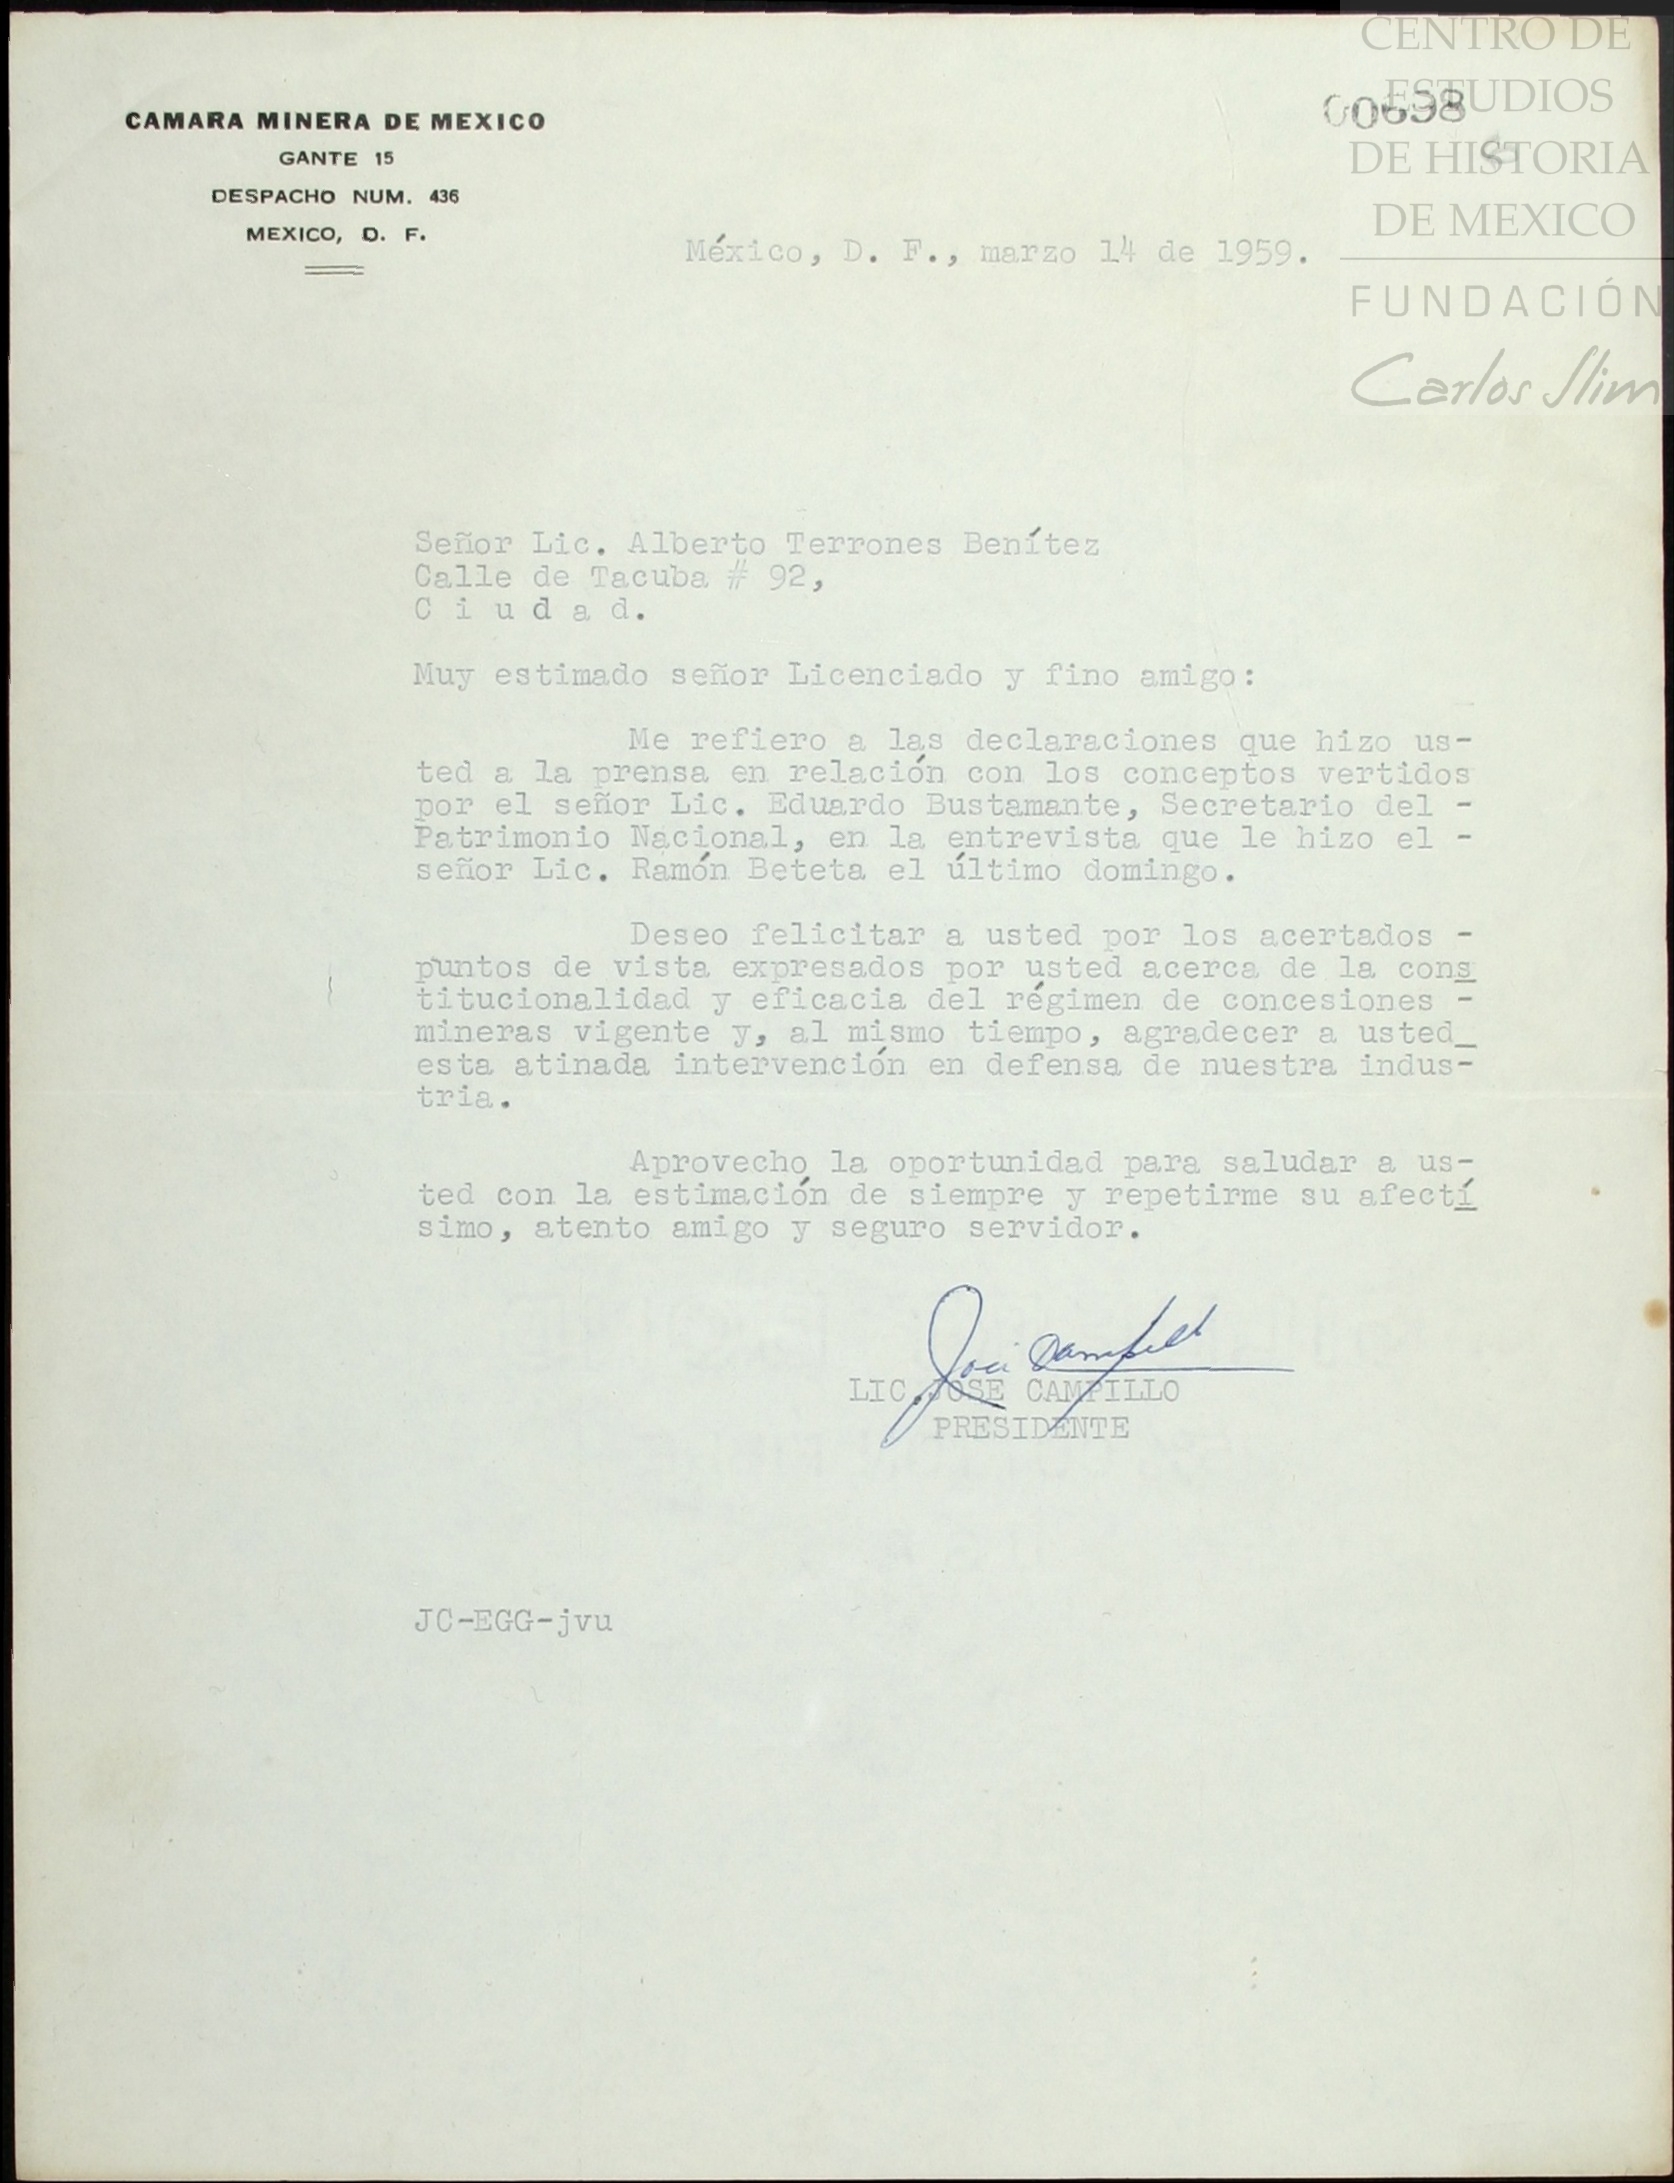 CENTRO DE
ESTUDIOS
DE HISTORIA
DE MEXICO
FUNDACIÓN
Carlos Slim
CAMARA MINERA DE MEXICO
GANTE 15
DESPACHO NUM. 436
MEXICO, D. F.
México, D. F., marzo 14 de 1959.
Señor Lic. Alberto Terrones Benítez
Calle de Tacuba # 92,
C i u d a d.
Muy estimado señor Licenciado y fino amigo:
Me refiero a las declaraciones que hizo us-
ted a la prensa en relación con los conceptos vertidos
por el señor Lic. Eduardo Bustamante, Secretario del -
Patrimonio Nacional, en la entrevista que le hizo el -
señor Lic. Ramón Beteta el último domingo.
Deseo felicitar a usted por los acertados -
puntos de vista expresados por usted acerca de la cons
titucionalidad y eficacia del régimen de concesiones -
mineras vigente y, al mismo tiempo, agradecer a usted_
esta atinada intervención en defensa de nuestra indus-
tria.
Aprovecho la oportunidad para saludar a us-
ted con la estimación de siempre y repetirme su afectí
simo, atento amigo y seguro servidor.
José Campillo
LIC. JOSE CAMPILLO
PRESIDENTE
JC-EGG-jvu